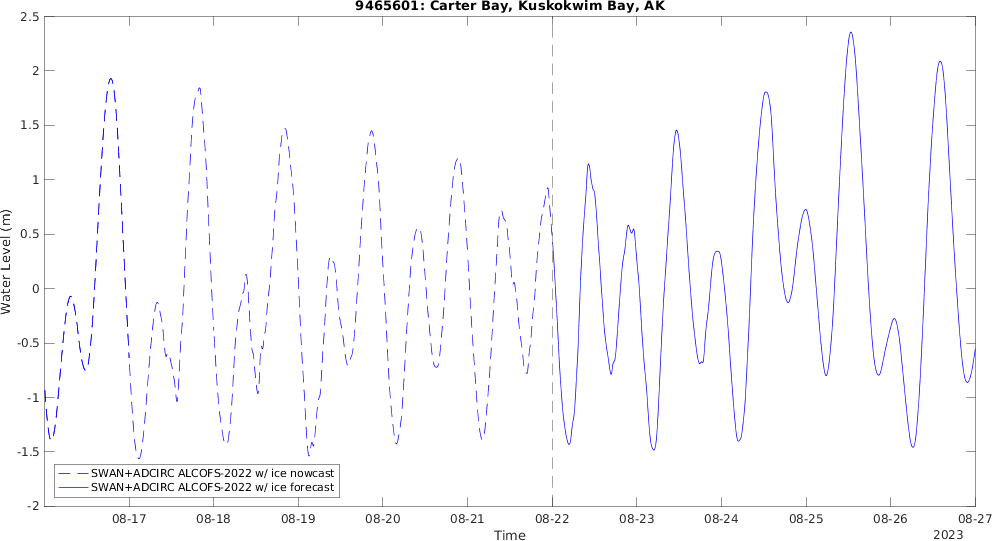 9465601: Carter Bay, Kuskokwim Bay, AK
2.5
2
1.5
1
0.5
0
-0.5
-1
-1.5
-2
Water Level (m)
SWAN+ADCIRC ALCOFS-2022 w/ ice nowcast
SWAN+ADCIRC ALCOFS-2022 w/ ice forecast
08-17 08-18 08-19 08-20 08-21 08-22 08-23 08-24 08-25 08-26 08-27
Time
2023